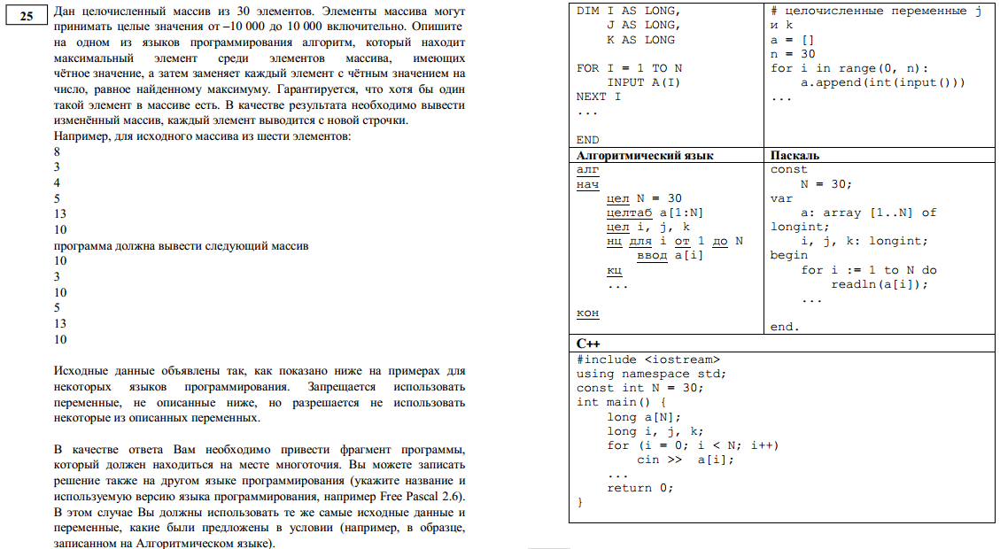 25
Дан целочисленный массив из 30 элементов. Элементы массива могут
принимать целые значения от –10 000 до 10 000 включительно. Опишите
на одном из языков программирования алгоритм, который находит
максимальный элемент среди элементов массива, имеющих
чётное значение, а затем заменяет каждый элемент с чётным значением на
число, равное найденному максимуму. Гарантируется, что хотя бы один
такой элемент в массиве есть. В качестве результата необходимо вывести
изменённый массив, каждый элемент выводится с новой строчки.
Например, для исходного массива из шести элементов:
8
3
4
5
13
10
программа должна вывести следующий массив
10
3
10
5
13
10
Исходные данные объявлены так, как показано ниже на примерах для
некоторых языков программирования. Запрещается использовать
переменные, не описанные ниже, но разрешается не использовать
некоторые из описанных переменных.
В качестве ответа Вам необходимо привести фрагмент программы,
который должен находиться на месте многоточия. Вы можете записать
решение также на другом языке программирования (укажите название и
используемую версию языка программирования, например Free Pascal 2.6).
В этом случае Вы должны использовать те же самые исходные данные и
переменные, какие были предложены в условии (например, в образце,
записанном на Алгоритмическом языке).
DIM I AS LONG,
J AS LONG,
K AS LONG
FOR I = 1 TO N
INPUT A(I)
NEXT I
...
END
# целочисленные переменные j
и k
a = []
n = 30
for i in range(0, n):
a.append(int(input()))
...
Алгоритмический язык
алг
нач
цел N = 30
целтаб a[1:N]
цел i, j, k
нц для i от 1 до N
ввод a[i]
кц
...
кон
Паскаль
const
N = 30;
var
a: array [1..N] of
longint;
i, j, k: longint;
begin
for i := 1 to N do
readln(a[i]);
...
end.
C++
#include <iostream>
using namespace std;
const int N = 30;
int main() {
long a[N];
long i, j, k;
for (i = 0; i < N; i++)
cin >> a[i];
...
return 0;
}